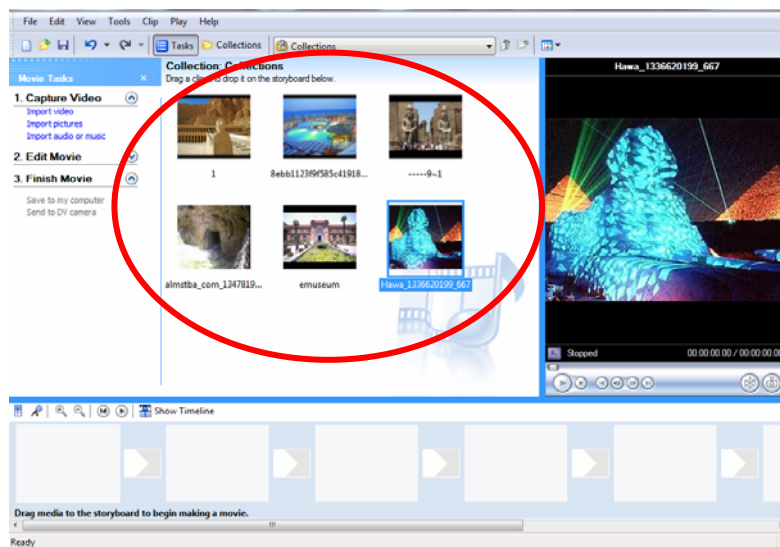 File Edit View Tools Clip Play Help
Tasks Collections Collections
Movie Tasks
Collection: Collections
Drag a clip and drop it on the storyboard below.
Hawa_1336620199_667
1. Capture Video
Import video
Import pictures
Import audio or music
2. Edit Movie
3. Finish Movie
Save to my computer
Send to DV camera
1
8ebb1123f9f585c41918...
-----9~1
almstba_com_1347819...
emuseum
Hawa_1336620199_667
Stopped 00:00:00.00 / 00:00:00.00
Show Timeline
Drag media to the storyboard to begin making a movie.
Ready